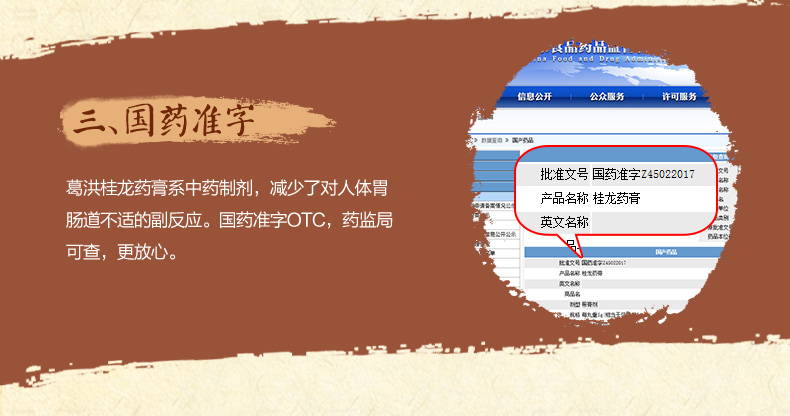 三、国药准字
葛洪桂龙药膏系中药制剂，减少了对人体胃
肠道不适的副反应。国药准字OTC，药监局
可查，更放心。
食品药品监
na Food and Drug Admini
信息公开 公众服务 许可服务
数据查询 国产药品
批准文号 国药准字Z45022017
产品名称 桂龙药膏
英文名称
国产药品
批准文号 国药准字Z45022017
产品名称 桂龙药膏
英文名称
商品名
剂型 煎膏剂